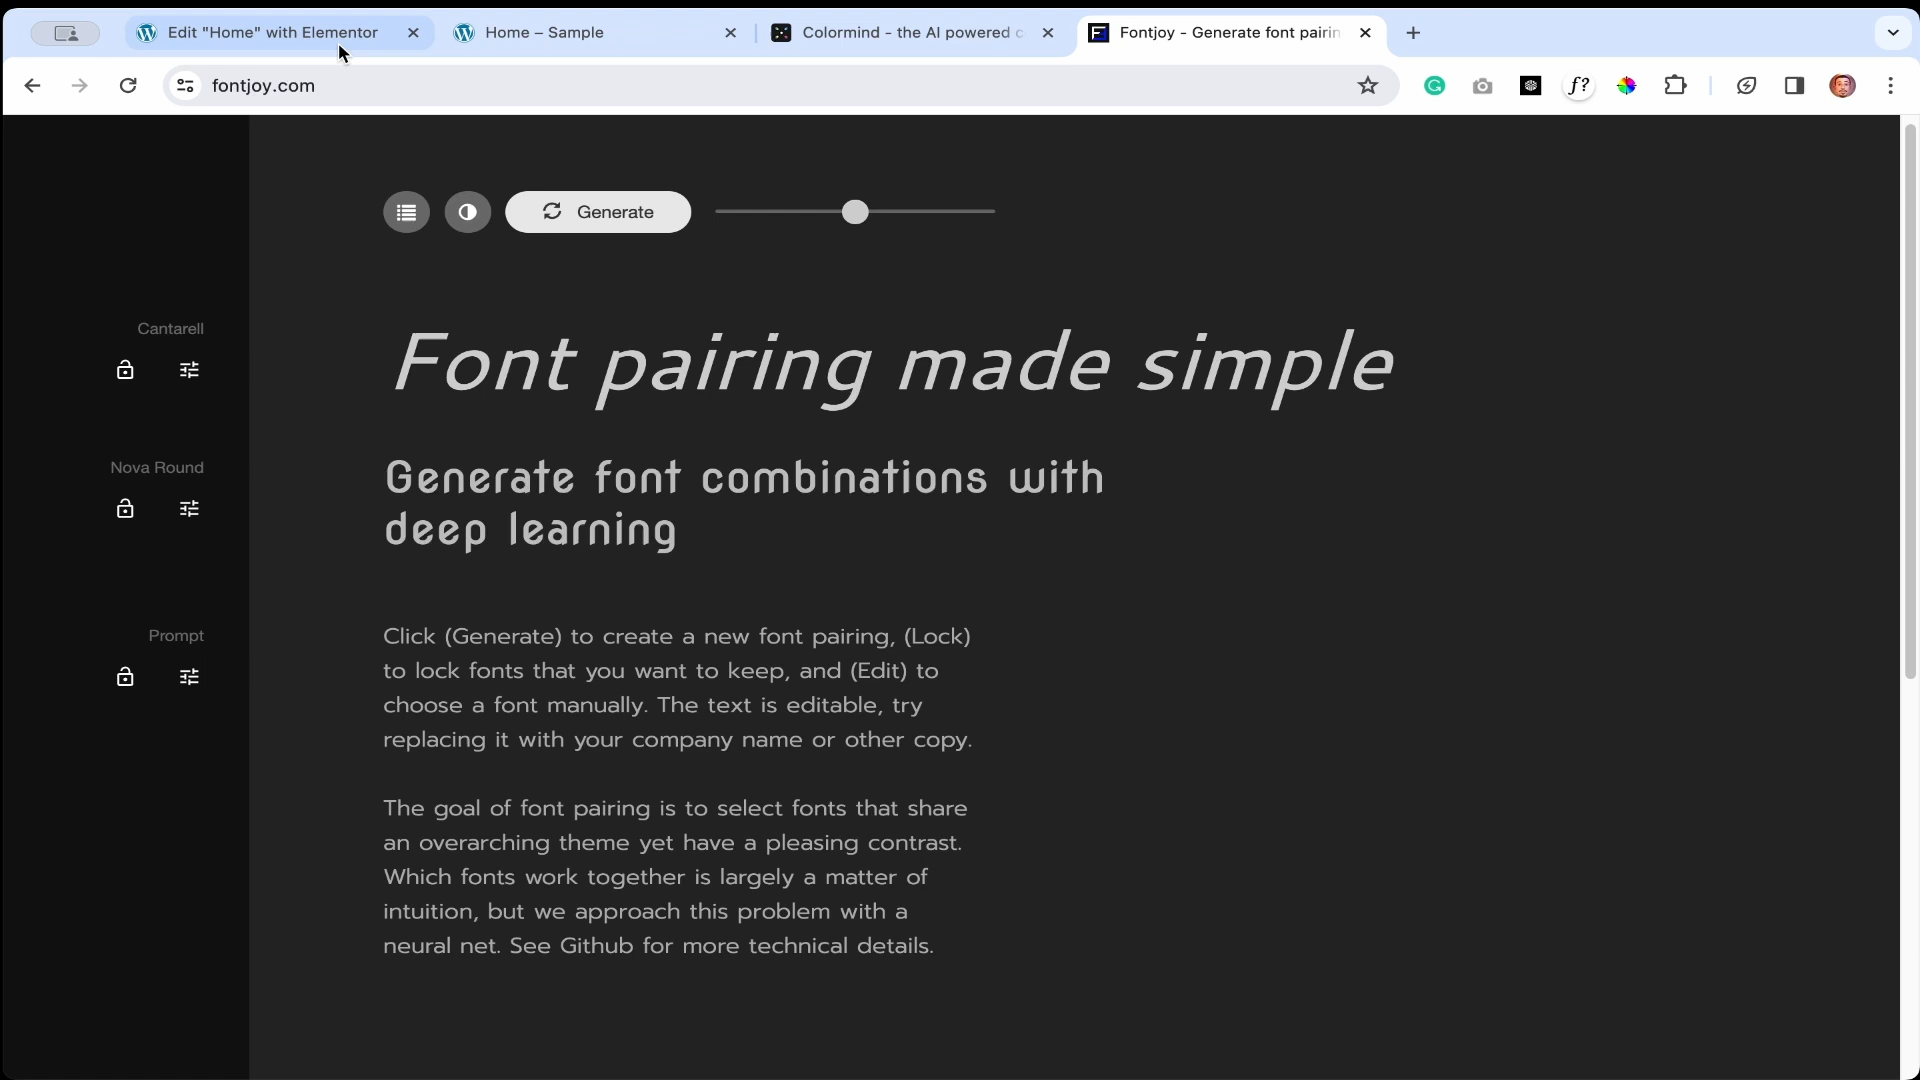 Edit "Home" with Elementor
Home – Sample
Colormind - the AI powered c
Fontjoy - Generate font pairin
fontjoy.com
f?
Generate
Cantarell
Font pairing made simple
Nova Round
Generate font combinations with
deep learning
Prompt
Click (Generate) to create a new font pairing, (Lock)
to lock fonts that you want to keep, and (Edit) to
choose a font manually. The text is editable, try
replacing it with your company name or other copy.
The goal of font pairing is to select fonts that share
an overarching theme yet have a pleasing contrast.
Which fonts work together is largely a matter of
intuition, but we approach this problem with a
neural net. See Github for more technical details.